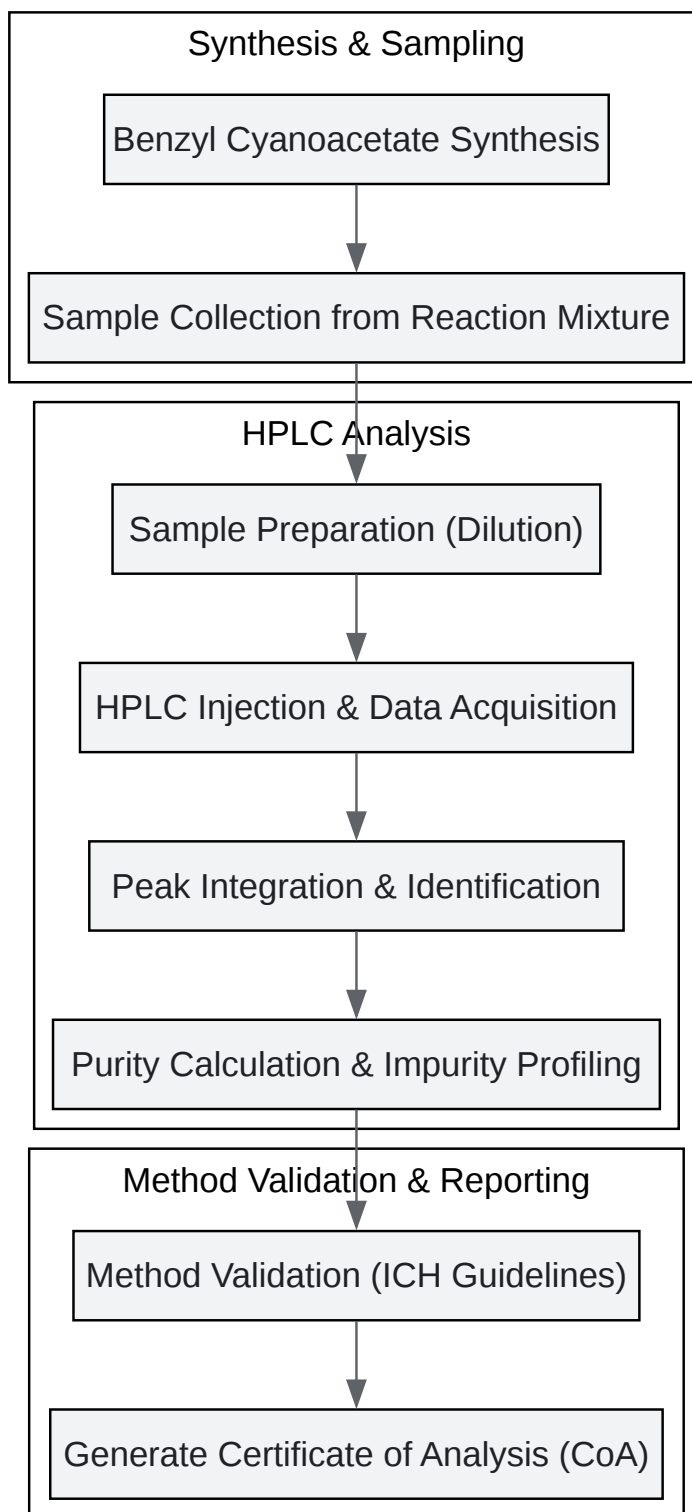 Synthesis & Sampling
Benzyl Cyanoacetate Synthesis
Sample Collection from Reaction Mixture
HPLC Analysis
Sample Preparation (Dilution)
HPLC Injection & Data Acquisition
Peak Integration & Identification
Purity Calculation & Impurity Profiling
Method Validation & Reporting
Method Validation (ICH Guidelines)
Generate Certificate of Analysis (CoA)